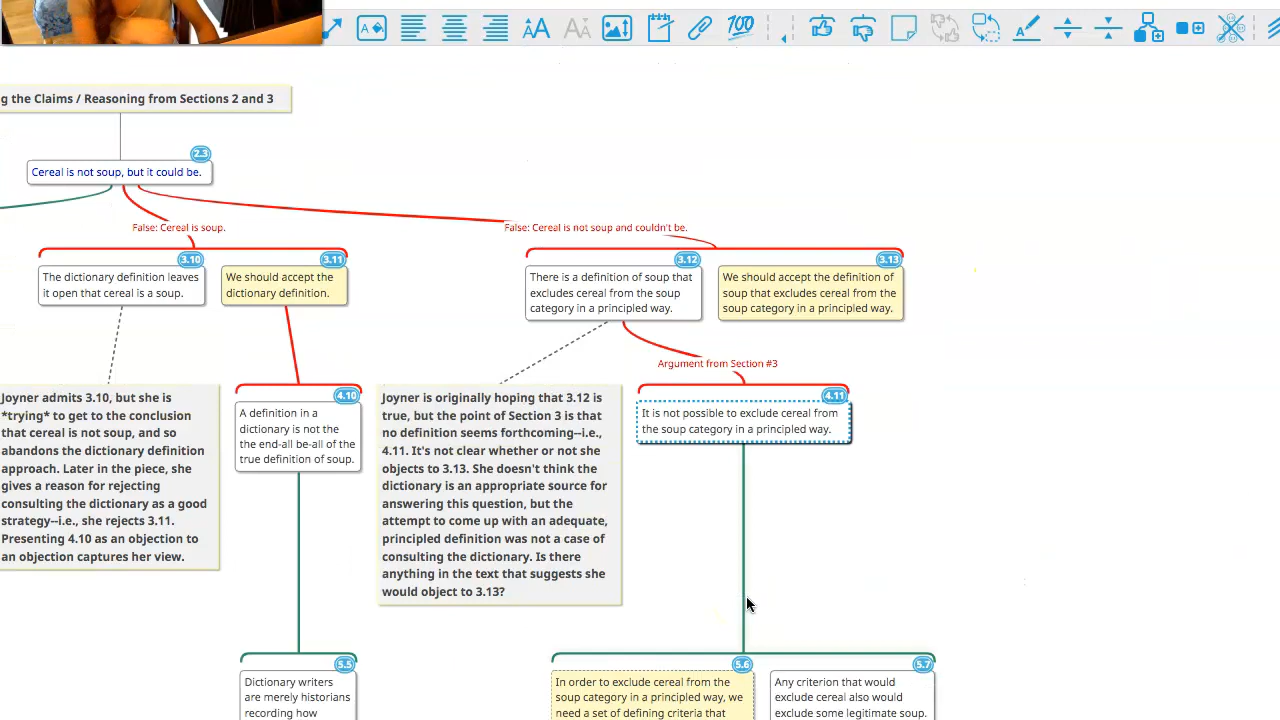 100
g the Claims / Reasoning from Sections 2 and 3
2.3
Cereal is not soup, but it could be.
False: Cereal is soup.
False: Cereal is not soup and couldn't be.
3.10
The dictionary definition leaves
it open that cereal is a soup.
3.11
We should accept the
dictionary definition.
3.12
There is a definition of soup that
excludes cereal from the soup
category in a principled way.
3.13
We should accept the definition of
soup that excludes cereal from the
soup category in a principled way.
Argument from Section #3
Joyner admits 3.10, but she is
*trying* to get to the conclusion
that cereal is not soup, and so
abandons the dictionary definition
approach. Later in the piece, she
gives a reason for rejecting
consulting the dictionary as a good
strategy--i.e., she rejects 3.11.
Presenting 4.10 as an objection to
an objection captures her view.
4.10
A definition in a
dictionary is not the
the end-all be-all of the
true definition of soup.
Joyner is originally hoping that 3.12 is
true, but the point of Section 3 is that
no definition seems forthcoming--i.e.,
4.11. It's not clear whether or not she
objects to 3.13. She doesn't think the
dictionary is an appropriate source for
answering this question, but the
attempt to come up with an adequate,
principled definition was not a case of
consulting the dictionary. Is there
anything in the text that suggests she
would object to 3.13?
4.11
It is not possible to exclude cereal from
the soup category in a principled way.
5.5
Dictionary writers
are merely historians
recording how
5.6
In order to exclude cereal from the
soup category in a principled way, we
need a set of defining criteria that
5.7
Any criterion that would
exclude cereal also would
exclude some legitimate soup.